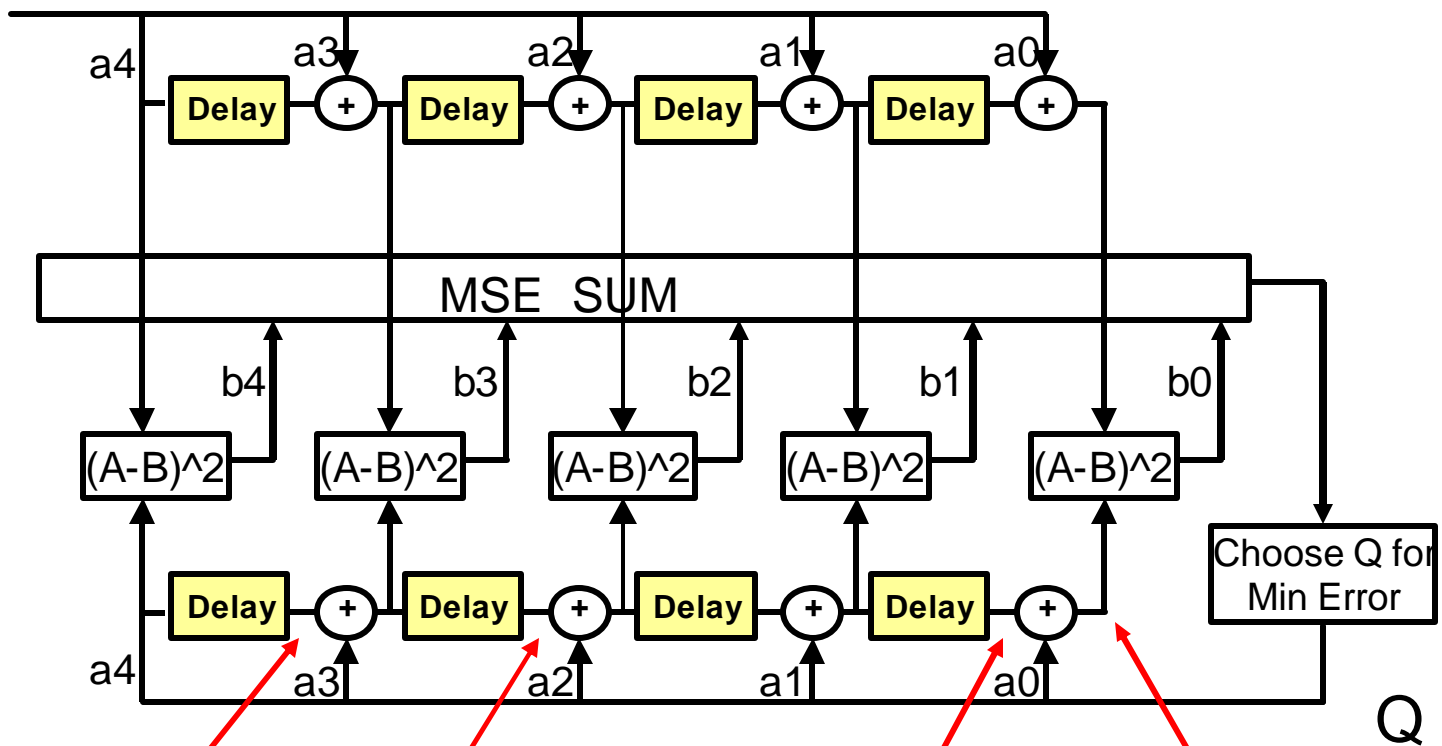 a4 a3 a2 a1 a0
Delay + Delay + Delay + Delay +
MSE SUM
b4 b3 b2 b1 b0
(A-B)^2 (A-B)^2 (A-B)^2 (A-B)^2 (A-B)^2
Choose Q for
Min Error
Delay + Delay + Delay + Delay +
a4 a3 a2 a1 a0
Q